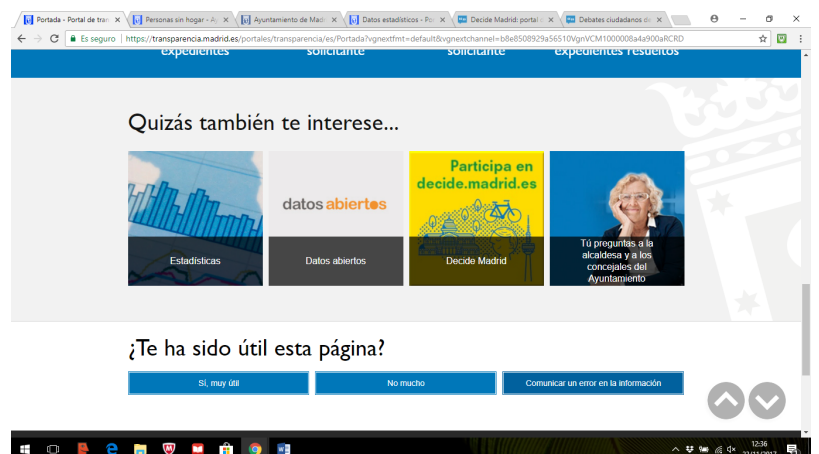 Portada - Portal de tran
Personas sin hogar - Ay
Ayuntamiento de Madr
Datos estadísticos - Por
Decide Madrid: portal d
Debates ciudadanos de
Es seguro | https://transparencia.madrid.es/portales/transparencia/es/Portada?vgnextfmt=default&vgnextchannel=b8e8508929a56510VgnVCM1000008a4a900aRCRD
expedientes solicitante solicitante expedientes resueltos
Quizás también te interese...
datos abiertos
Participa en
decide.madrid.es
Estadísticas
Datos abiertos
Decide Madrid
Tú preguntas a la
alcaldesa y a los
concejales del
Ayuntamiento
¿Te ha sido útil esta página?
Sí, muy útil
No mucho
Comunicar un error en la información
12:36